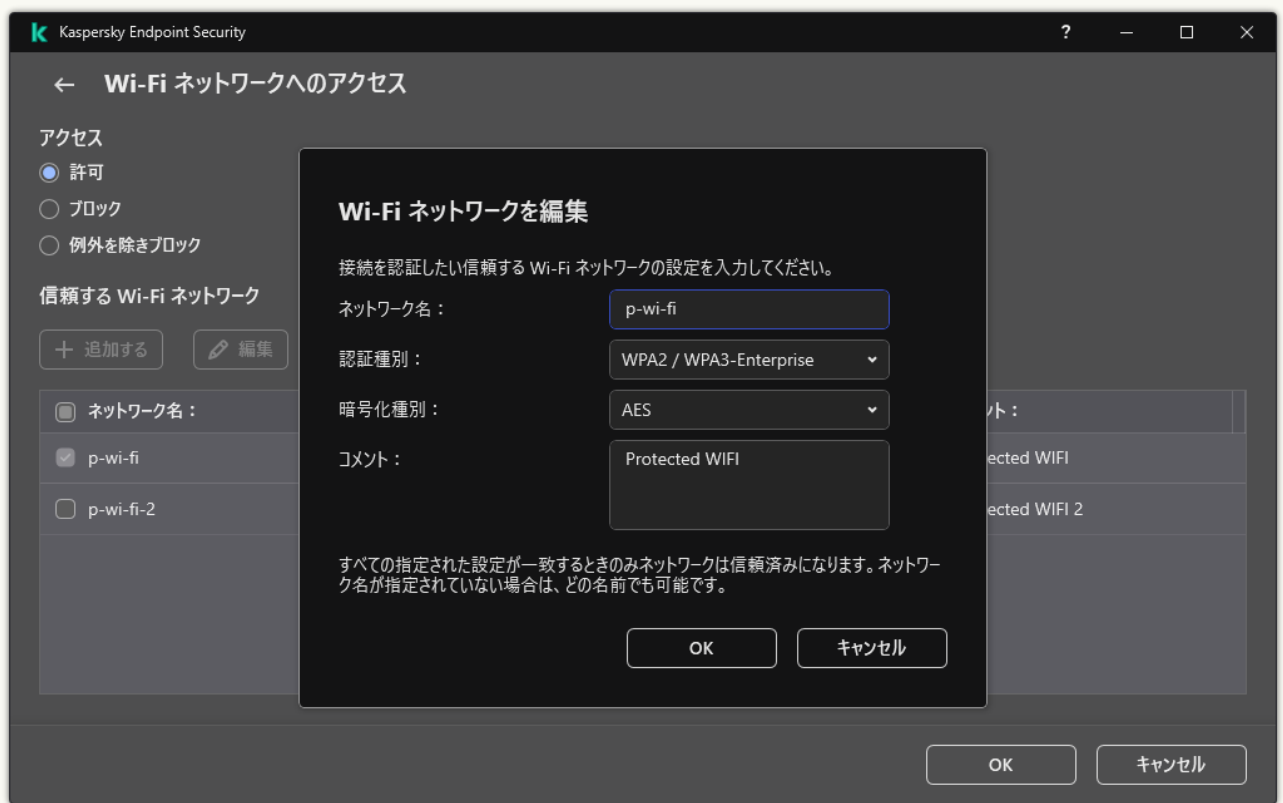 Kaspersky Endpoint Security
?
Wi-Fi ネットワークへのアクセス
アクセス
許可
ブロック
例外を除きブロック
信頼する Wi-Fi ネットワーク
追加する
編集
ネットワーク名：
ント：
p-wi-fi
ected WIFI
p-wi-fi-2
ected WIFI 2
Wi-Fi ネットワークを編集
接続を認証したい信頼する Wi-Fi ネットワークの設定を入力してください。
ネットワーク名：
p-wi-fi
認証種別：
WPA2 / WPA3-Enterprise
暗号化種別：
AES
コメント：
Protected WIFI
すべての指定された設定が一致するときのみネットワークは信頼済みになります。ネットワー
ク名が指定されていない場合は、どの名前でも可能です。
OK
キャンセル
OK
キャンセル